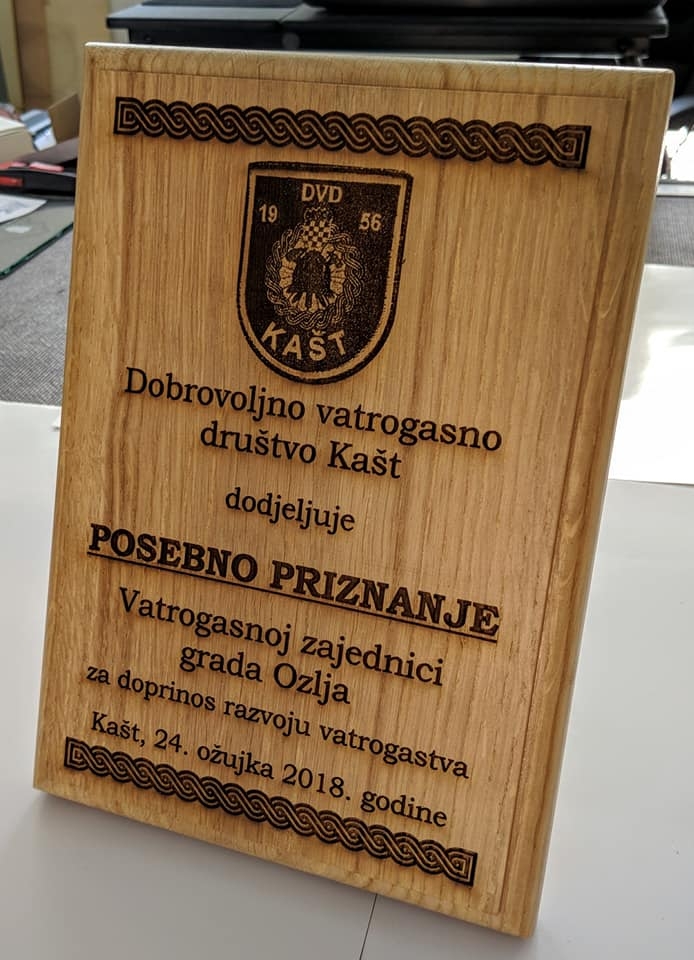 DVD
19 56
KAŠT
Dobrovoljno vatrogasno
društvo Kašt
dodjeljuje
POSEBNO PRIZNANJE
Vatrogasnoj zajednici
grada Ozlja
za doprinos razvoju vatrogastva
Kašt, 24. ožujka 2018. godine